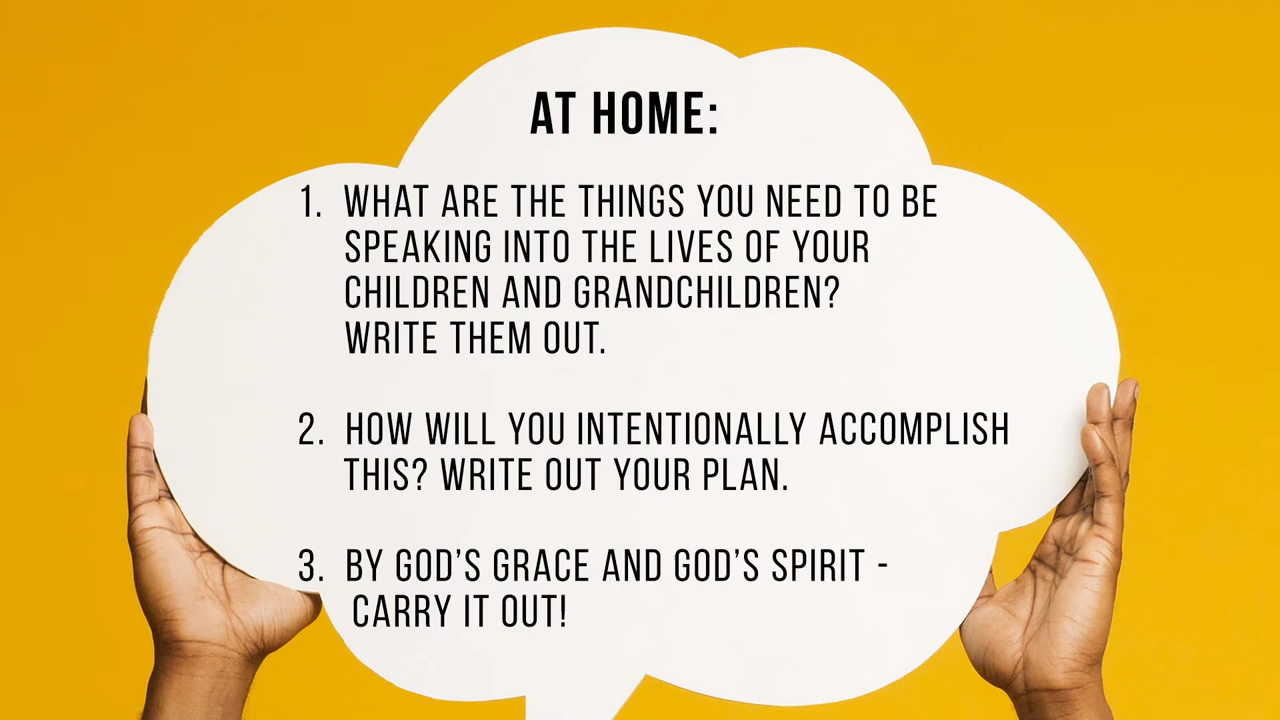 AT HOME:
1. WHAT ARE THE THINGS YOU NEED TO BE
SPEAKING INTO THE LIVES OF YOUR
CHILDREN AND GRANDCHILDREN?
WRITE THEM OUT.
2. HOW WILL YOU INTENTIONALLY ACCOMPLISH
THIS? WRITE OUT YOUR PLAN.
3. BY GOD’S GRACE AND GOD’S SPIRIT -
CARRY IT OUT!